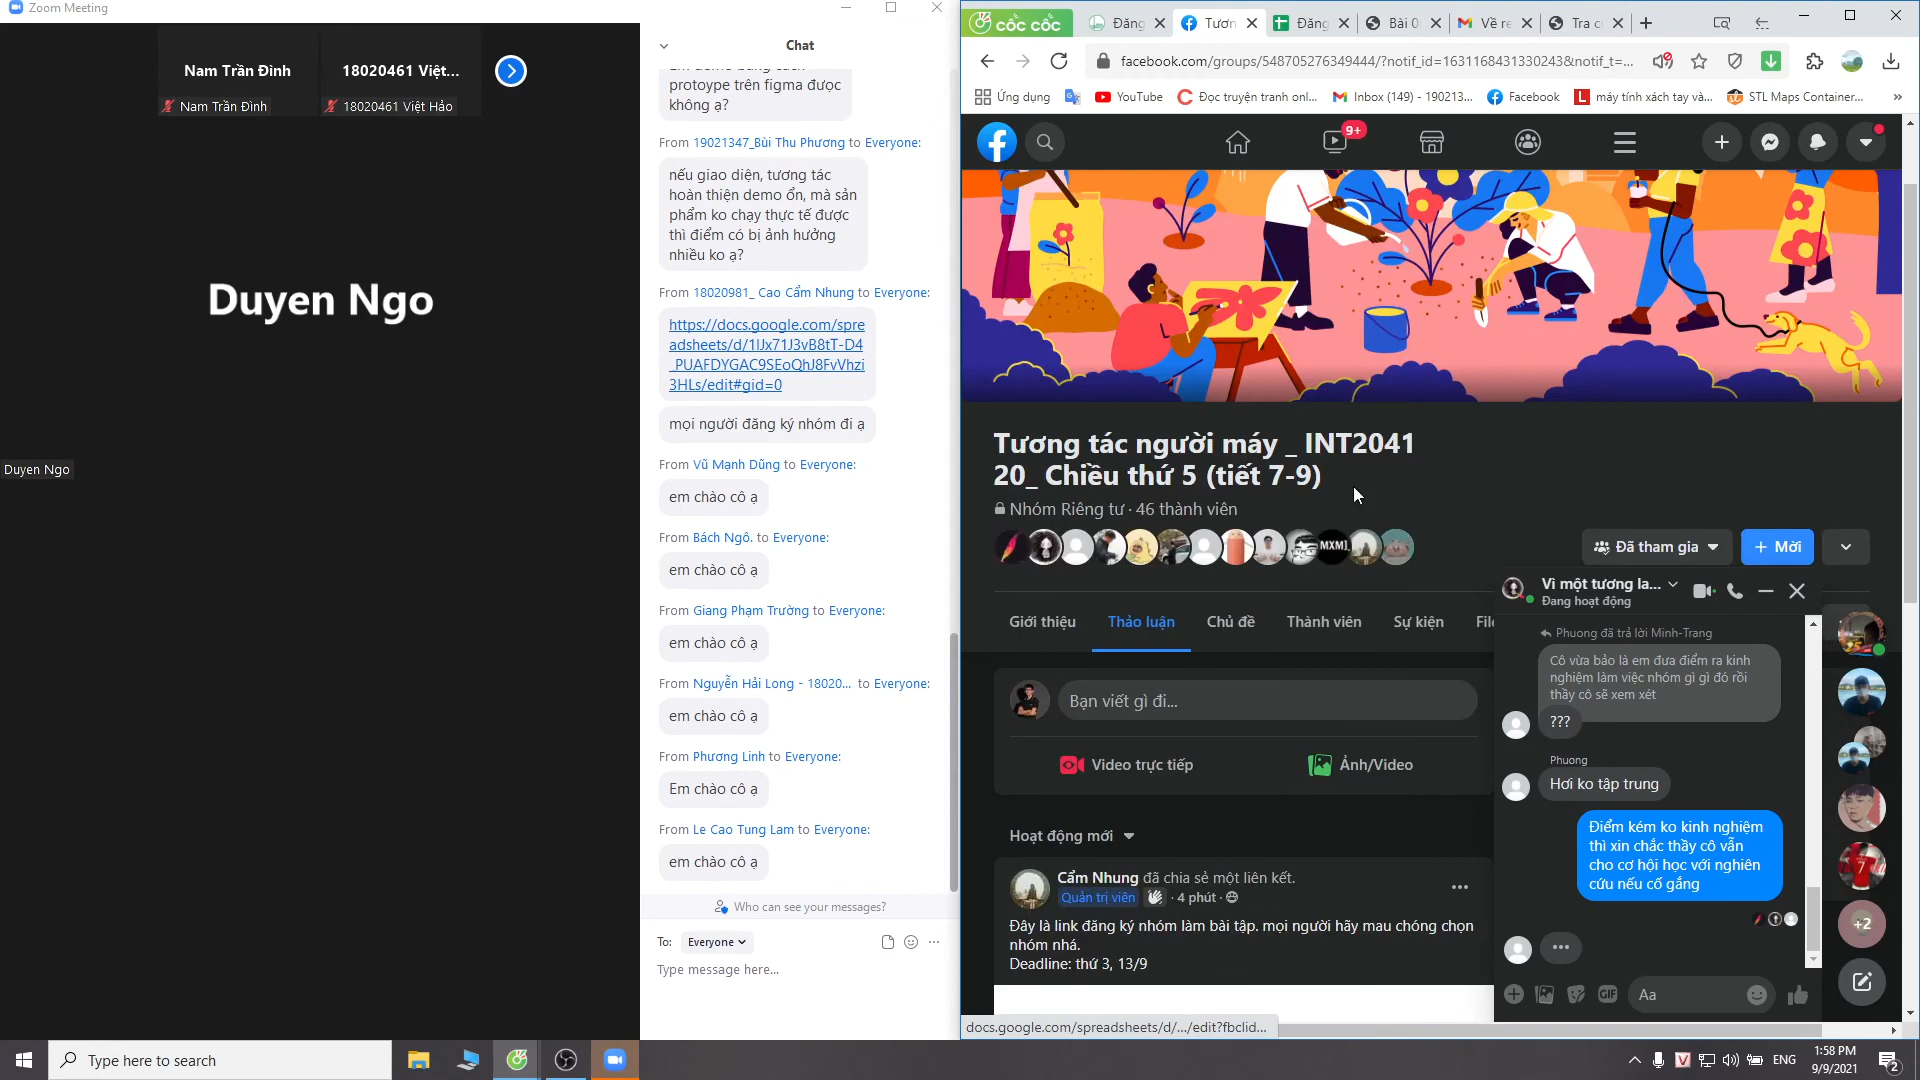 Zoom Meeting
Nam Trần Đình
18020461 Việt...
Nam Trần Đình
18020461 Việt Hảo
Duyen Ngo
Duyen Ngo
Chat
protoype trên figma được
không ạ?
From 19021347_Bùi Thu Phương to Everyone:
nếu giao diện, tương tác
hoàn thiện demo ổn, mà sản
phẩm ko chạy thực tế được
thì điểm có bị ảnh hưởng
nhiều ko ạ?
From 18020981_ Cao Cẩm Nhung to Everyone:
https://docs.google.com/spre
adsheets/d/1IJx71J3vB8tT-D4
_PUAFDYGAC9SEoQhJ8FvVhzi
3HLs/edit#gid=0
mọi người đăng ký nhóm đi ạ
From Vũ Mạnh Dũng to Everyone:
em chào cô ạ
From Bách Ngô. to Everyone:
em chào cô ạ
From Giang Phạm Trường to Everyone:
em chào cô ạ
From Nguyễn Hải Long - 18020... to Everyone:
em chào cô ạ
From Phương Linh to Everyone:
Em chào cô ạ
From Le Cao Tung Lam to Everyone:
em chào cô ạ
Who can see your messages?
To: Everyone
Type message here...
cốc cốc
Đăng
Tươn
Đăng
Bài 0
Về re
Tra c
facebook.com/groups/548705276349444/?notif_id=1631168431330243&notif_t=...
Ứng dụng
YouTube
Đọc truyện tranh onl...
Inbox (149) - 190213...
Facebook
máy tính xách tay và...
STL Maps Container...
»
9+
Tương tác người máy _ INT2041
20_ Chiều thứ 5 (tiết 7-9)
Nhóm Riêng tư · 46 thành viên
MXM
Đã tham gia
+ Mời
Giới thiệu
Thảo luận
Chủ đề
Thành viên
Sự kiện
File
Bạn viết gì đi...
Video trực tiếp
Ảnh/Video
Hoạt động mới
Cẩm Nhung đã chia sẻ một liên kết.
Quản trị viên · 4 phút ·
Đây là link đăng ký nhóm làm bài tập. mọi người hãy mau chóng chọn
nhóm nhá.
Deadline: thứ 3, 13/9
docs.google.com/spreadsheets/d/.../edit?fbclid...
Vì một tương la...
Đang hoạt động
Phuong đã trả lời Minh-Trang
Cô vừa bảo là em đưa điểm ra kinh
nghiệm làm việc nhóm gì gì đó rồi
thầy cô sẽ xem xét
???
Phuong
Hơi ko tập trung
Điểm kém ko kinh nghiệm
thì xin chắc thầy cô vẫn
cho cơ hội học với nghiên
cứu nếu cố gắng
GIF
Aa
7
+2
Type here to search
ENG
1:58 PM
9/9/2021
2